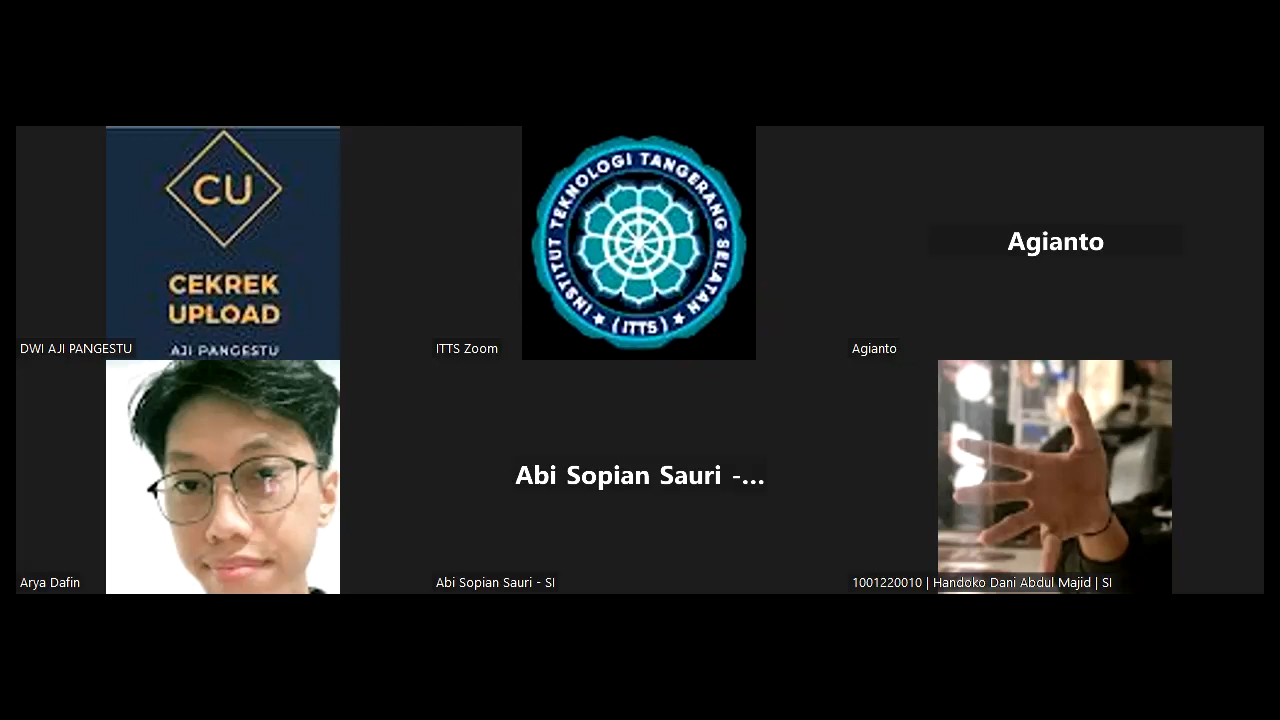 CU
CEKREK
UPLOAD
AJI PANGESTU
DWI AJI PANGESTU
INSTITUT TEKNOLOGI TANGERANG SELATAN
(ITTS)
ITTS Zoom
Agianto
Agianto
Arya Dafin
Abi Sopian Sauri -...
Abi Sopian Sauri - SI
1001220010 | Handoko Dani Abdul Majid | SI